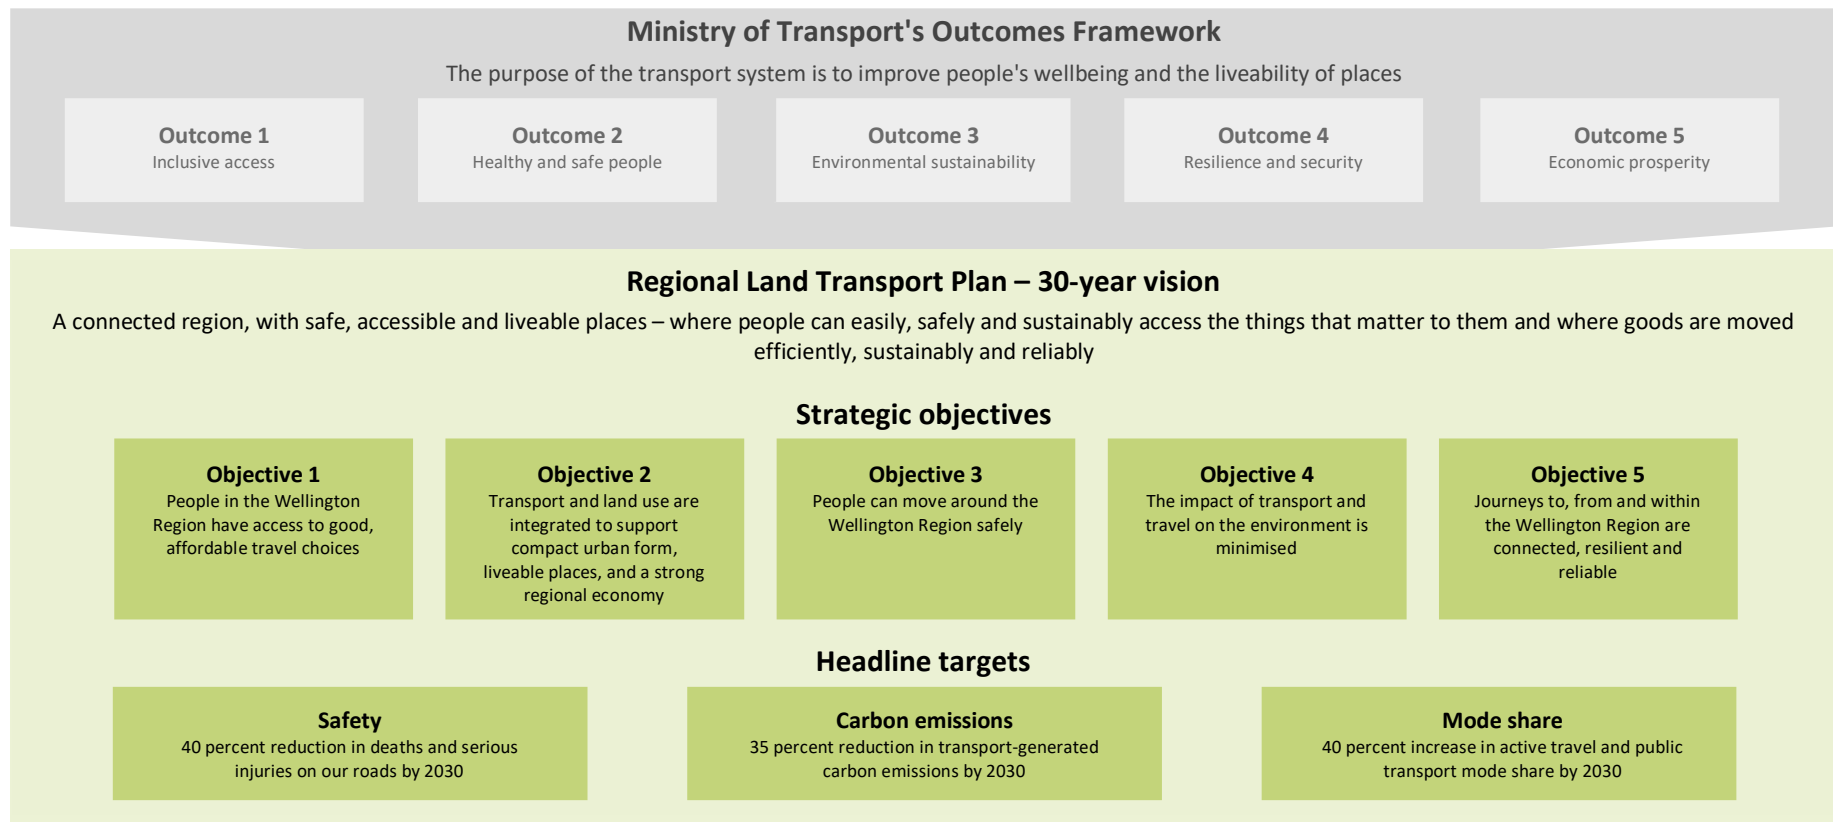 Ministry of Transport's Outcomes Framework
The purpose of the transport system is to improve people's wellbeing and the liveability of places
Outcome 1
Inclusive access
Outcome 2
Healthy and safe people
Outcome 3
Environmental sustainability
Outcome 4
Resilience and security
Outcome 5
Economic prosperity
Regional Land Transport Plan – 30-year vision
A connected region, with safe, accessible and liveable places – where people can easily, safely and sustainably access the things that matter to them and where goods are moved
efficiently, sustainably and reliably
Strategic objectives
Objective 1
People in the Wellington
Region have access to good,
affordable travel choices
Objective 2
Transport and land use are
integrated to support
compact urban form,
liveable places, and a strong
regional economy
Objective 3
People can move around the
Wellington Region safely
Objective 4
The impact of transport and
travel on the environment is
minimised
Objective 5
Journeys to, from and within
the Wellington Region are
connected, resilient and
reliable
Headline targets
Safety
40 percent reduction in deaths and serious
injuries on our roads by 2030
Carbon emissions
35 percent reduction in transport-generated
carbon emissions by 2030
Mode share
40 percent increase in active travel and public
transport mode share by 2030